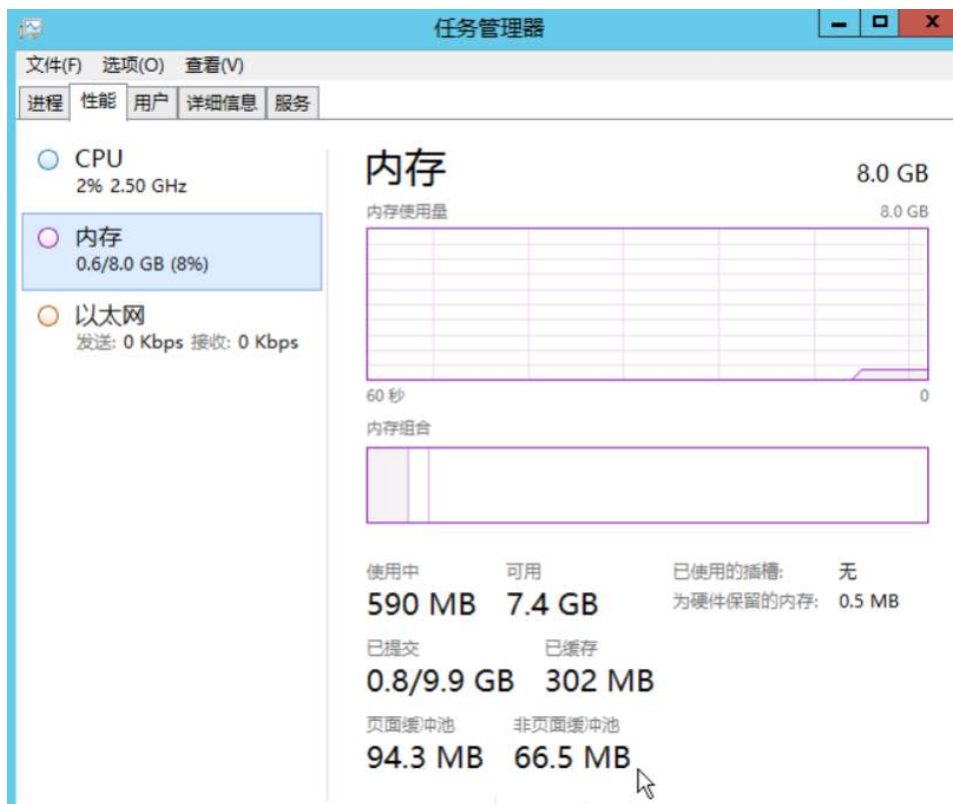 任务管理器
文件(F) 选项(O) 查看(V)
进程 性能 用户 详细信息 服务
CPU
2% 2.50 GHz
内存
0.6/8.0 GB (8%)
以太网
发送: 0 Kbps 接收: 0 Kbps
内存 8.0 GB
内存使用量 8.0 GB
60 秒 0
内存组合
使用中 可用 已使用的插槽: 无
590 MB 7.4 GB 为硬件保留的内存: 0.5 MB
已提交 已缓存
0.8/9.9 GB 302 MB
页面缓冲池 非页面缓冲池
94.3 MB 66.5 MB